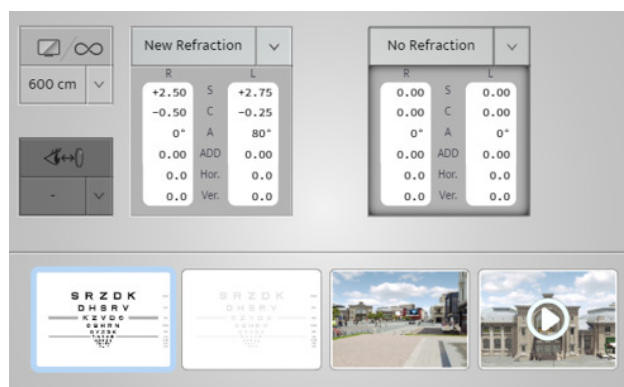 New Refraction
No Refraction
600 cm
R L
+2.50 S +2.75
-0.50 C -0.25
0° A 80°
0.00 ADD 0.00
0.0 Hor. 0.0
0.0 Ver. 0.0
R L
0.00 S 0.00
0.00 C 0.00
0° A 0°
0.00 ADD 0.00
0.0 Hor. 0.0
0.0 Ver. 0.0
-
S R Z D K
D H S R V
K Z V D C
S R Z D K
D H S R V
K Z V D C